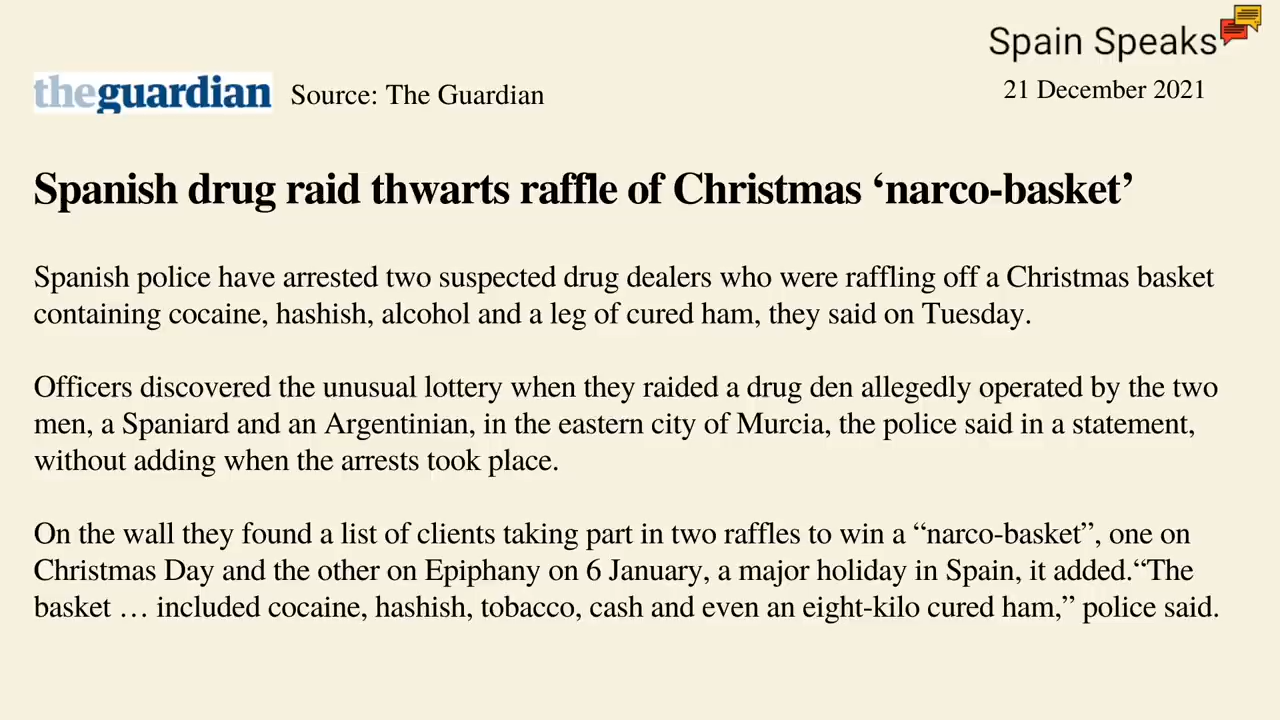 Spain Speaks
21 December 2021
theguardian
Source: The Guardian
Spanish drug raid thwarts raffle of Christmas ‘narco-basket’
Spanish police have arrested two suspected drug dealers who were raffling off a Christmas basket
containing cocaine, hashish, alcohol and a leg of cured ham, they said on Tuesday.
Officers discovered the unusual lottery when they raided a drug den allegedly operated by the two
men, a Spaniard and an Argentinian, in the eastern city of Murcia, the police said in a statement,
without adding when the arrests took place.
On the wall they found a list of clients taking part in two raffles to win a “narco-basket”, one on
Christmas Day and the other on Epiphany on 6 January, a major holiday in Spain, it added.“The
basket … included cocaine, hashish, tobacco, cash and even an eight-kilo cured ham,” police said.